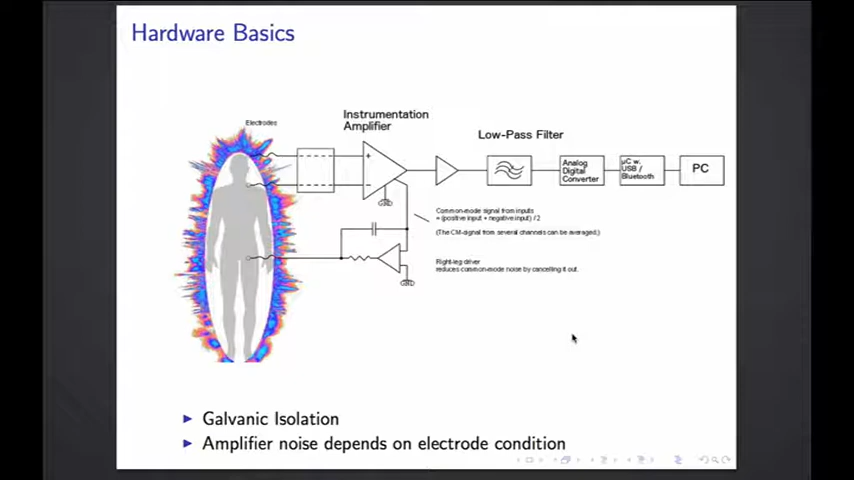 Hardware Basics
Electrodes
Instrumentation
Amplifier
Low-Pass Filter
+
−
GND
Analog
Digital
Converter
µC w.
USB /
Bluetooth
PC
Common-mode signal from inputs
= (positive input + negative input) / 2
(The CM-signal from several channels can be averaged.)
Right-leg driver
reduces common-mode noise by cancelling it out.
GND
Galvanic Isolation
Amplifier noise depends on electrode condition